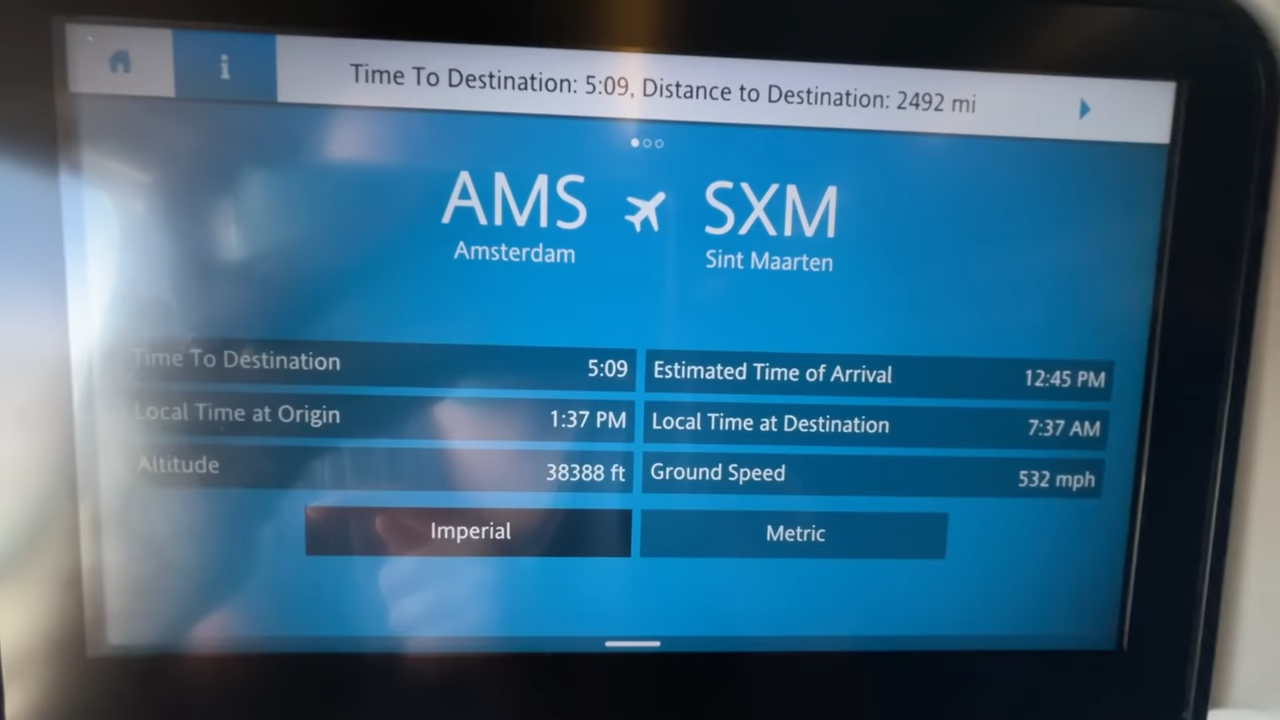 Time To Destination: 5:09, Distance to Destination: 2492 mi
AMS SXM
Amsterdam Sint Maarten
Time To Destination 5:09 Estimated Time of Arrival 12:45 PM
Local Time at Origin 1:37 PM Local Time at Destination 7:37 AM
Altitude 38388 ft Ground Speed 532 mph
Imperial Metric